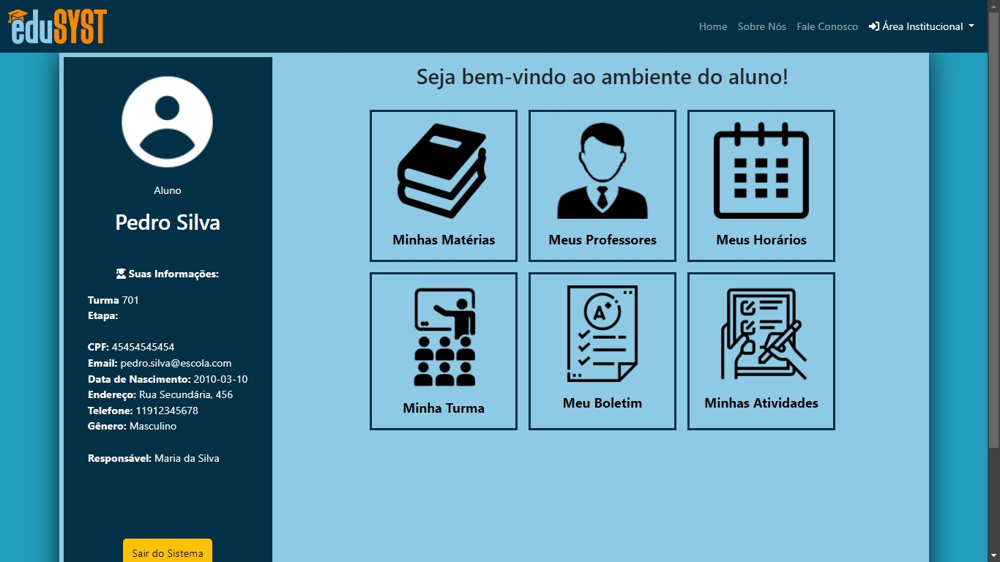 eduSYST
Home Sobre Nós Fale Conosco Área Institucional
Aluno
Pedro Silva
Suas Informações:
Turma 701
Etapa:
CPF: 45454545454
Email: pedro.silva@escola.com
Data de Nascimento: 2010-03-10
Endereço: Rua Secundária, 456
Telefone: 11912345678
Gênero: Masculino
Responsável: Maria da Silva
Sair do Sistema
Seja bem-vindo ao ambiente do aluno!
Minhas Matérias
Meus Professores
Meus Horários
Minha Turma
A+
Meu Boletim
Minhas Atividades